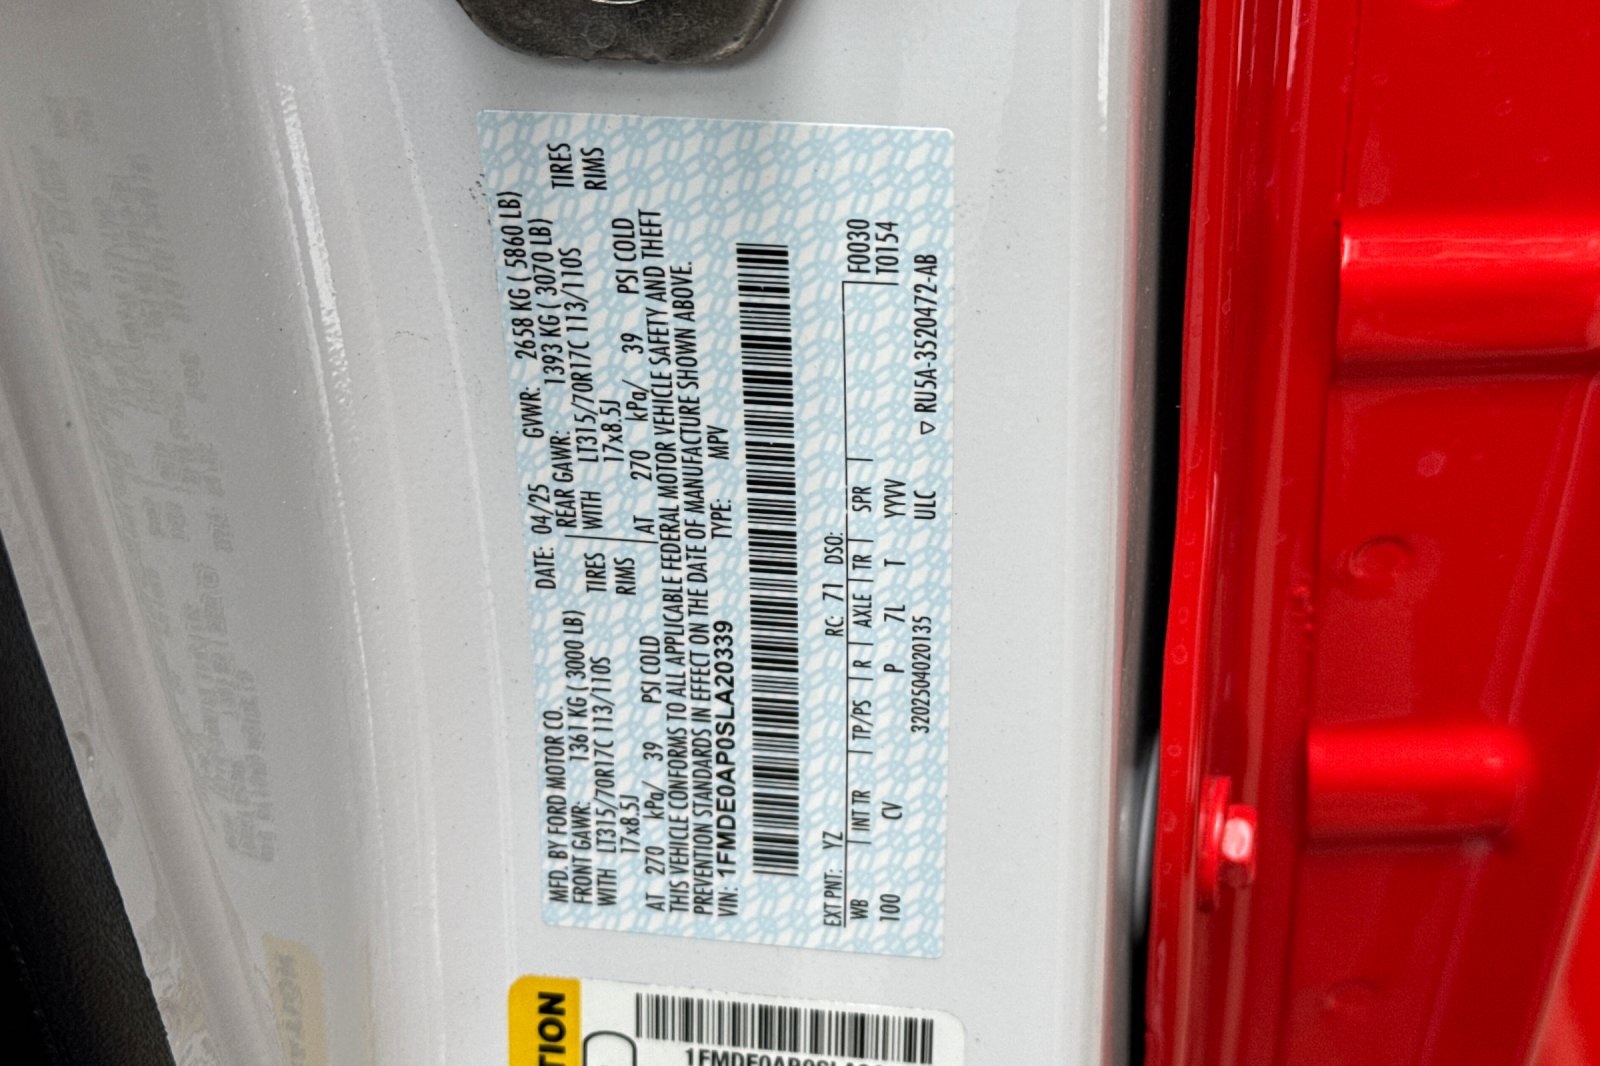 MFD. BY FORD MOTOR CO.
DATE: 04/25 GVWR: 2658 KG ( 5860 LB)
FRONT GAWR: 1361 KG ( 3000 LB)
REAR GAWR: 1393 KG ( 3070 LB)
WITH LT315/70R17C 113/110S TIRES
WITH LT315/70R17C 113/110S TIRES
17x8.5J RIMS
17x8.5J RIMS
AT 270 kPa/ 39 PSI COLD
AT 270 kPa/ 39 PSI COLD
THIS VEHICLE CONFORMS TO ALL APPLICABLE FEDERAL MOTOR VEHICLE SAFETY AND THEFT
PREVENTION STANDARDS IN EFFECT ON THE DATE OF MANUFACTURE SHOWN ABOVE.
VIN: 1FMDE0AP0SLA20339 TYPE: MPV
EXT PNT: YZ RC: 71 DSO: F0030
WB INT TR TP/PS R AXLE TR SPR T0154
100 CV P 7L T YYV
320250402013​5 ULC ▽ RU5A-3520472-AB